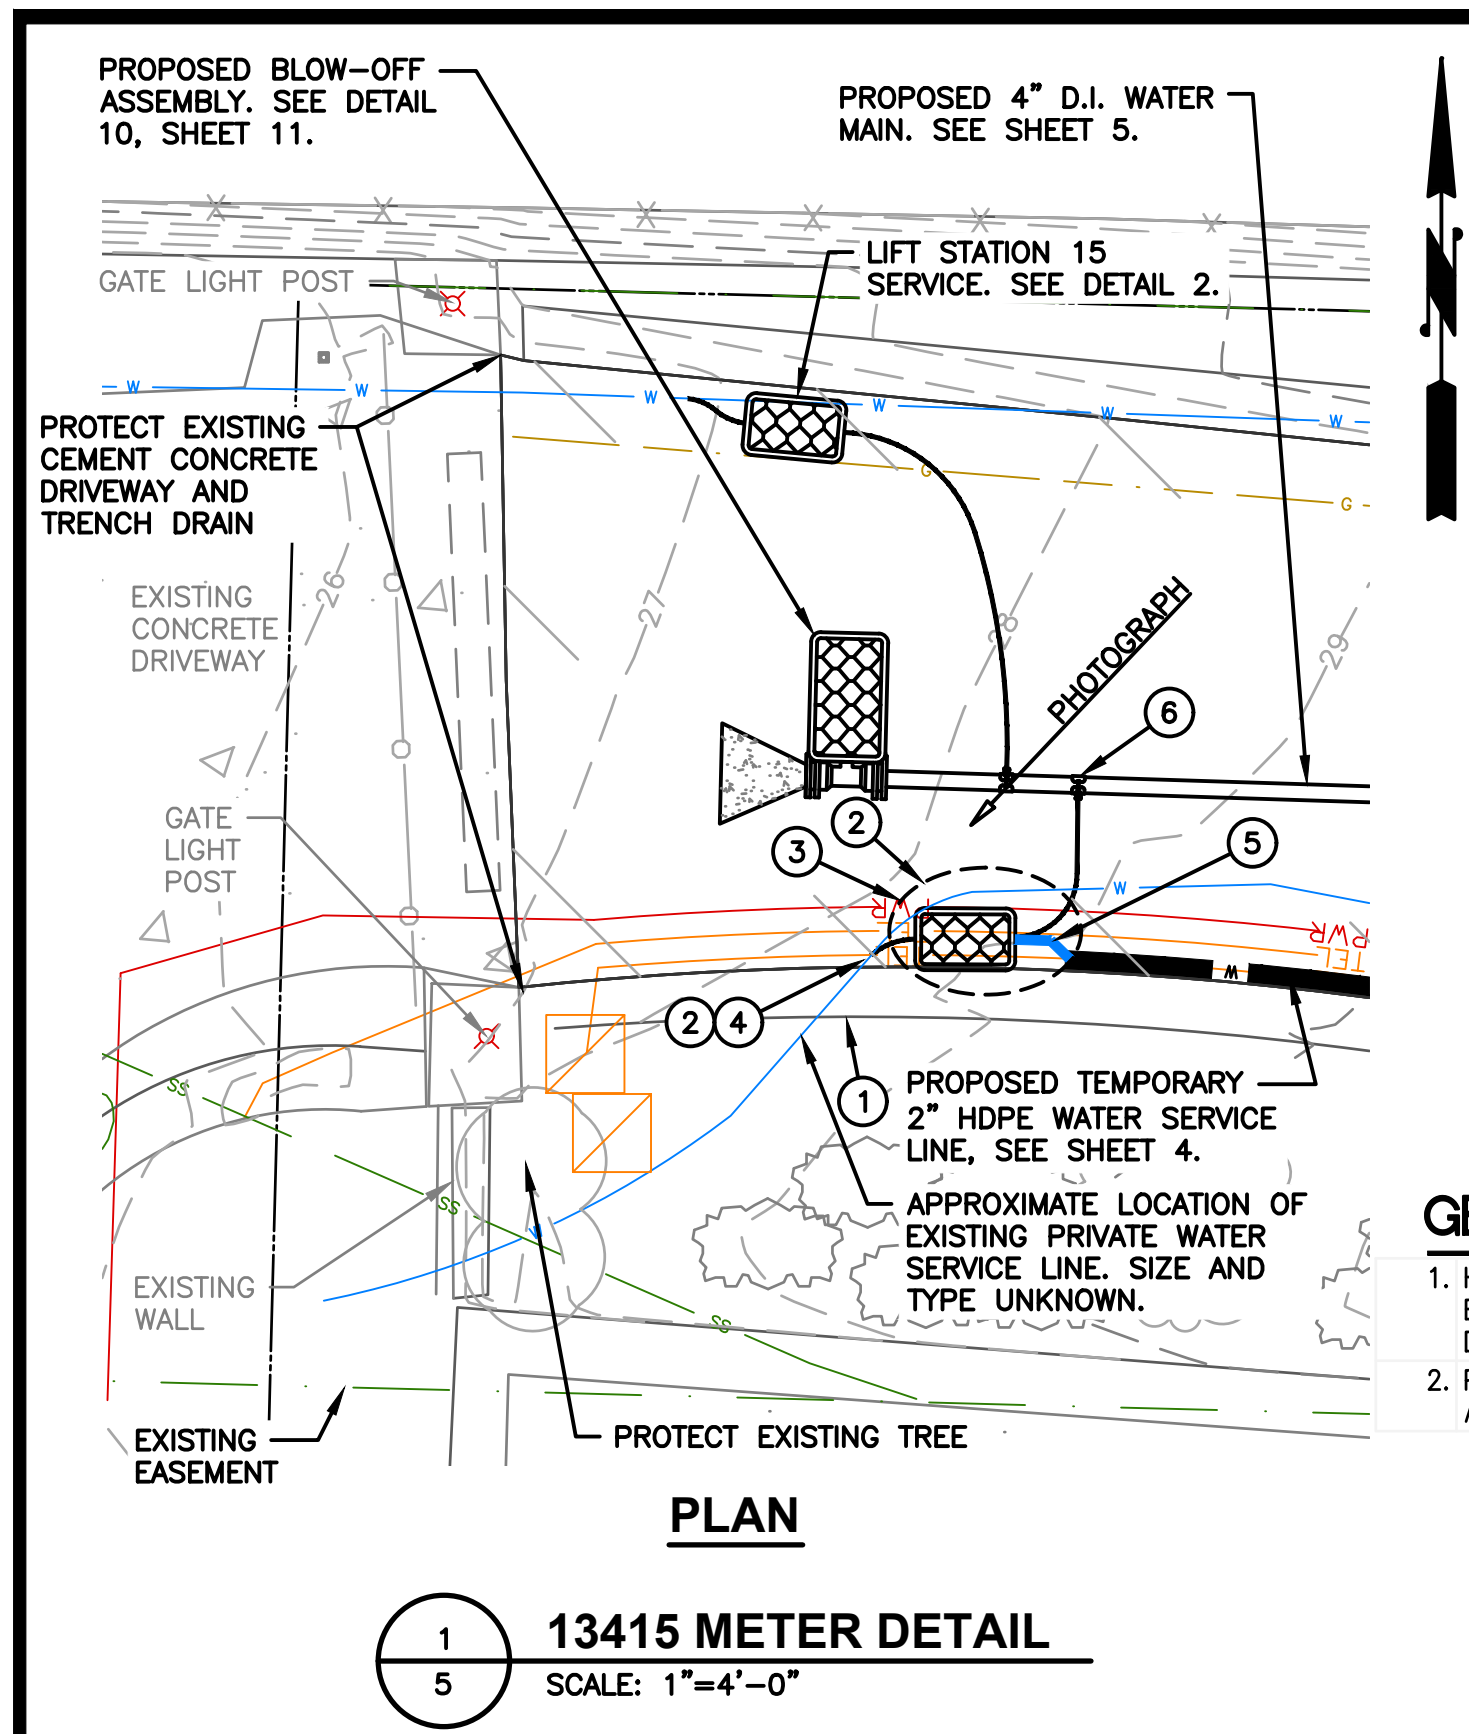 PROPOSED BLOW-OFF
ASSEMBLY. SEE DETAIL
10, SHEET 11.
PROPOSED 4" D.I. WATER
MAIN. SEE SHEET 5.
LIFT STATION 15
SERVICE. SEE DETAIL 2.
GATE LIGHT POST
W
W
W
W
W
W
PROTECT EXISTING
CEMENT CONCRETE
DRIVEWAY AND
TRENCH DRAIN
G
G
EXISTING
CONCRETE
DRIVEWAY
26
27
28
29
PHOTOGRAPH
6
GATE
LIGHT
POST
2
3
5
W
PWR
PWR
TEL
W
2
4
1
SS
PROPOSED TEMPORARY
2" HDPE WATER SERVICE
LINE, SEE SHEET 4.
APPROXIMATE LOCATION OF
EXISTING PRIVATE WATER
SERVICE LINE. SIZE AND
TYPE UNKNOWN.
SS
W
EXISTING
WALL
SS
1.
2.
EXISTING
EASEMENT
PROTECT EXISTING TREE
PLAN
1
5
13415 METER DETAIL
SCALE: 1"=4'-0"